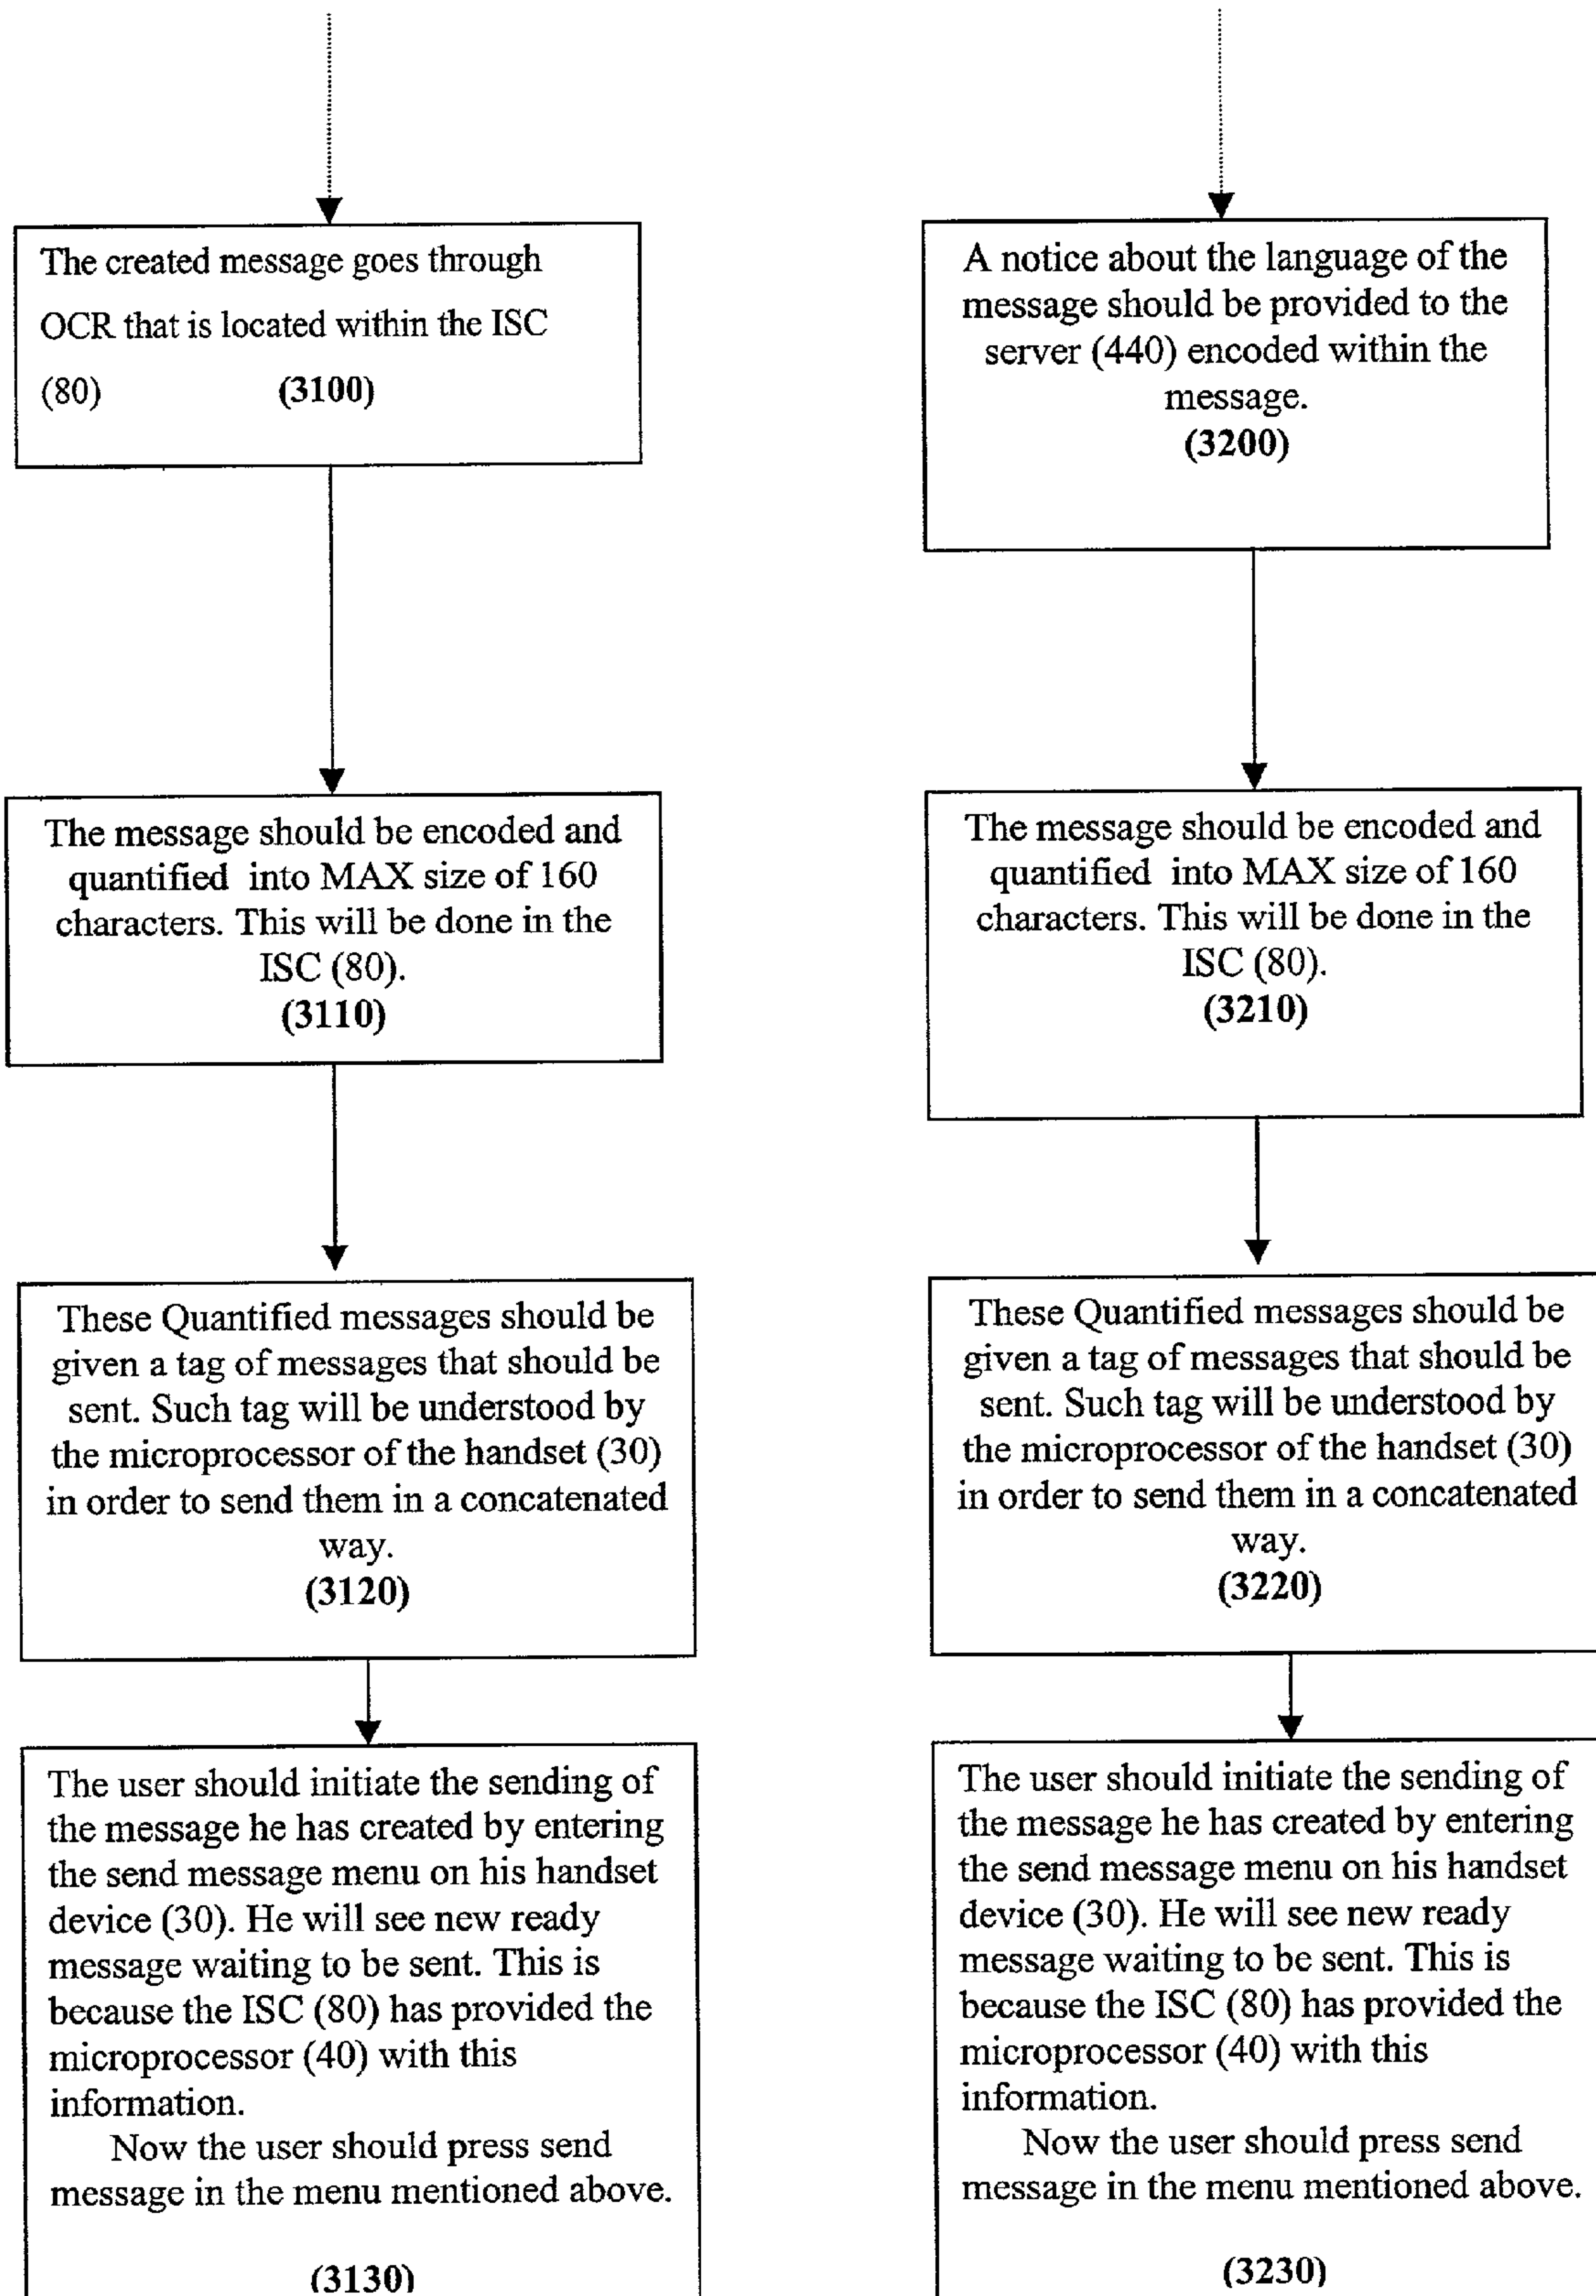 The created message goes through
OCR that is located within the ISC
(80) (3100)
The message should be encoded and
quantified into MAX size of 160
characters. This will be done in the
ISC (80).
(3110)
These Quantified messages should be
given a tag of messages that should be
sent. Such tag will be understood by
the microprocessor of the handset (30)
in order to send them in a concatenated
way.
(3120)
The user should initiate the sending of
the message he has created by entering
the send message menu on his handset
device (30). He will see new ready
message waiting to be sent. This is
because the ISC (80) has provided the
microprocessor (40) with this
information.
Now the user should press send
message in the menu mentioned above.
(3130)
A notice about the language of the
message should be provided to the
server (440) encoded within the
message.
(3200)
The message should be encoded and
quantified into MAX size of 160
characters. This will be done in the
ISC (80).
(3210)
These Quantified messages should be
given a tag of messages that should be
sent. Such tag will be understood by
the microprocessor of the handset (30)
in order to send them in a concatenated
way.
(3220)
The user should initiate the sending of
the message he has created by entering
the send message menu on his handset
device (30). He will see new ready
message waiting to be sent. This is
because the ISC (80) has provided the
microprocessor (40) with this
information.
Now the user should press send
message in the menu mentioned above.
(3230)